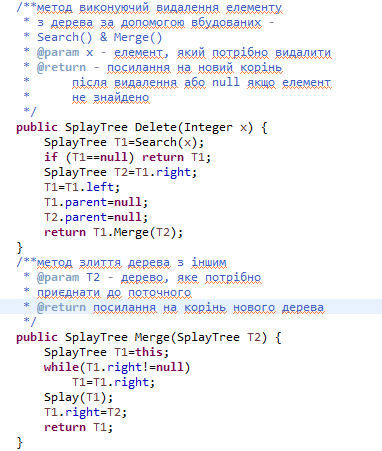 /**метод виконуючий видалення елементу
* з дерева за допомогою вбудованих -
* Search() & Merge()
* @param x - елемент, який потрібно видалити
* @return - посилання на новий корінь
* після видалення або null якщо елемент
* не знайдено
*/
public SplayTree Delete(Integer x) {
SplayTree T1=Search(x);
if (T1==null) return T1;
SplayTree T2=T1.right;
T1=T1.left;
T1.parent=null;
T2.parent=null;
return T1.Merge(T2);
}
/**метод злиття дерева з іншим
* @param T2 - дерево, яке потрібно
* приєднати до поточного
* @return посилання на корінь нового дерева
*/
public SplayTree Merge(SplayTree T2) {
SplayTree T1=this;
while(T1.right!=null)
T1=T1.right;
Splay(T1);
T1.right=T2;
return T1;
}